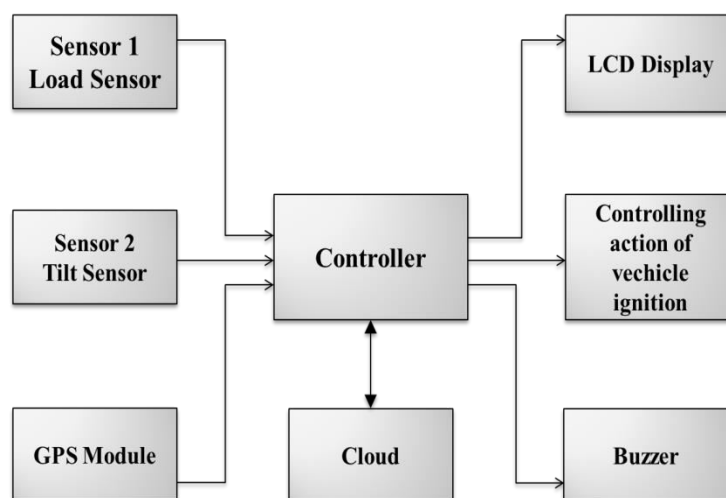 Sensor 1
Load Sensor
LCD Display
Sensor 2
Tilt Sensor
Controller
Controlling
action of
vechicle
ignition
GPS Module
Cloud
Buzzer